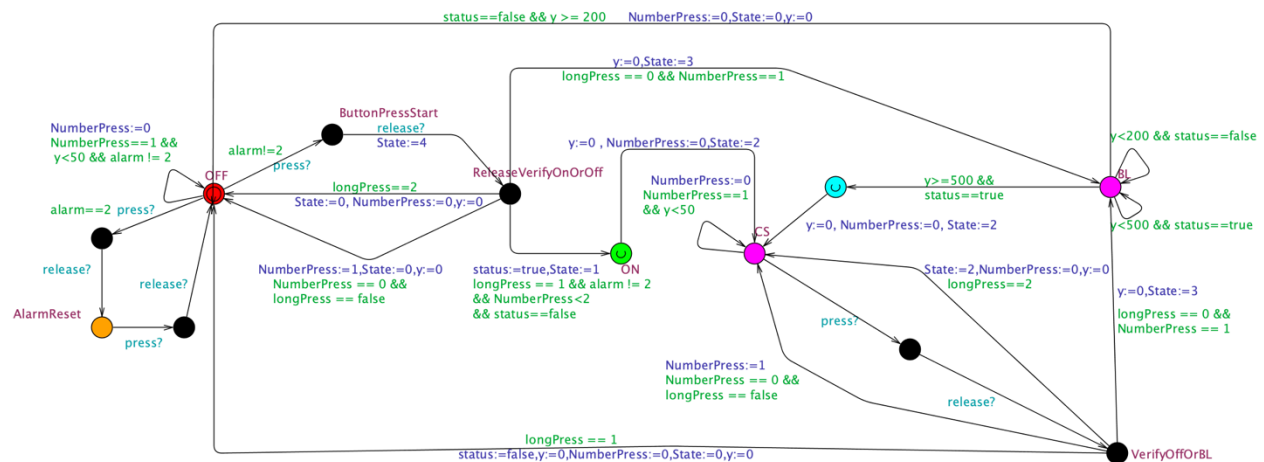 status==false && y >= 200 NumberPress:=0,State:=0,y:=0
y:=0,State:=3
longPress == 0 && NumberPress==1
ButtonPressStart
NumberPress:=0
NumberPress==1 &&
y<50 && alarm != 2
release?
State:=4
alarm!=2
press?
y:=0 , NumberPress:=0,State:=2
y<200 && status==false
OFF
ReleaseVerifyOnOrOff
BL
longPress==2
State:=0, NumberPress:=0,y:=0
NumberPress:=0
NumberPress==1
&& y<50
y>=500 &&
status==true
alarm==2 press?
y:=0, NumberPress:=0, State:=2
y<500 && status==true
CS
release?
NumberPress:=1,State:=0,y:=0
NumberPress == 0 &&
longPress == false
status:=true,State:=1
longPress == 1 && alarm != 2
&& NumberPress<2
&& status==false
ON
C
C
State:=2,NumberPress:=0,y:=0
longPress==2
release?
y:=0,State:=3
longPress == 0 &&
NumberPress == 1
AlarmReset
press?
press?
NumberPress:=1
NumberPress == 0 &&
longPress == false
release?
longPress == 1
status:=false,y:=0,NumberPress:=0,State:=0,y:=0
VerifyOffOrBL